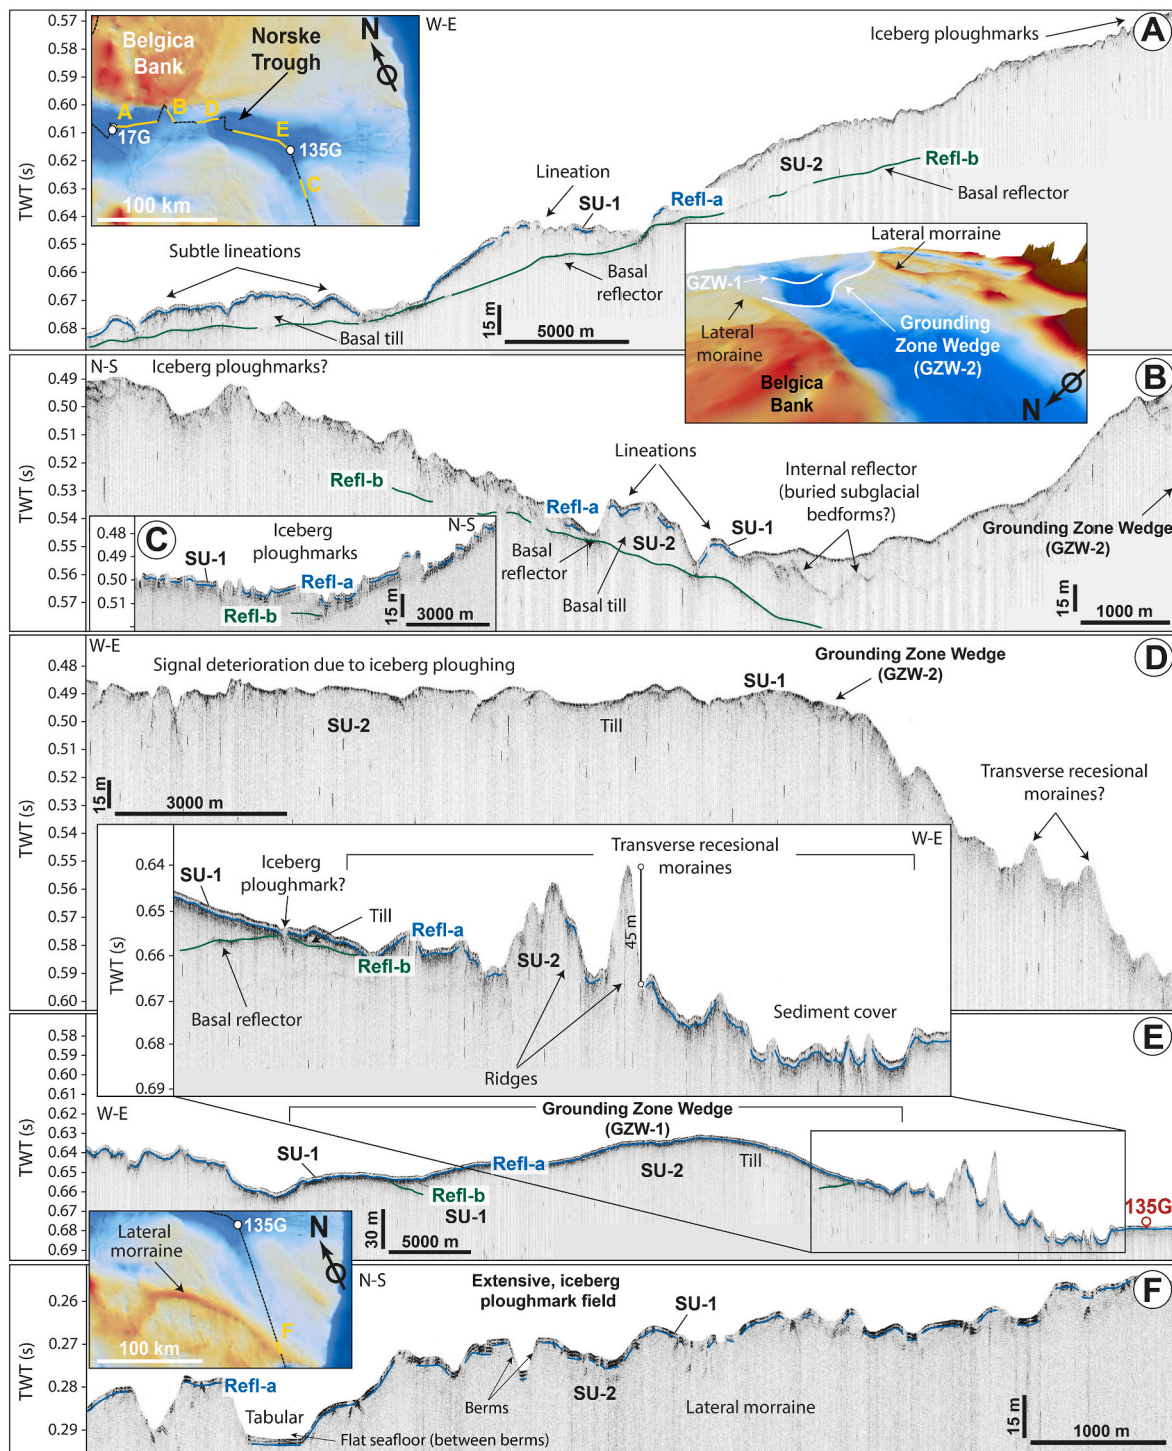 A
W-E
TWT (s)
0.57
0.58
0.59
0.60
0.61
0.62
0.63
0.64
0.65
0.66
0.67
0.68
Belgica
Bank
Norske
Trough
N
A
B
D
E
C
17G
135G
100 km
Iceberg ploughmarks
SU-2
Refl-b
Basal reflector
Lineation
SU-1
Refl-a
Subtle lineations
Basal
reflector
Basal till
15 m
5000 m
Lateral morraine
GZW-1
Lateral
moraine
Grounding
Zone Wedge
(GZW-2)
Belgica
Bank
N
B
N-S
TWT (s)
0.49
0.50
0.51
0.52
0.53
0.54
0.55
0.56
0.57
Iceberg ploughmarks?
Refl-b
Lineations
Refl-a
SU-2
SU-1
Basal
reflector
Basal till
Internal reflector
(buried subglacial
bedforms?)
Grounding Zone Wedge
(GZW-2)
15 m
1000 m
C
N-S
0.48
0.49
0.50
0.51
Iceberg
ploughmarks
SU-1
Refl-a
Refl-b
15 m
3000 m
D
W-E
TWT (s)
0.48
0.49
0.50
0.51
0.52
0.53
0.54
0.55
0.56
0.57
0.58
0.59
0.60
Signal deterioration due to iceberg ploughing
SU-2
Till
SU-1
Grounding Zone Wedge
(GZW-2)
Transverse recesional
moraines?
15 m
3000 m
W-E
TWT (s)
0.64
0.65
0.66
0.67
0.68
0.69
SU-1
Iceberg
ploughmark?
Till
Refl-a
Refl-b
Basal reflector
Transverse recesional
moraines
45 m
SU-2
Ridges
Sediment cover
E
W-E
TWT (s)
0.58
0.59
0.60
0.61
0.62
0.63
0.64
0.65
0.66
0.67
0.68
0.69
Grounding Zone Wedge
(GZW-1)
SU-1
Refl-a
Refl-b
SU-1
SU-2
Till
135G
30 m
5000 m
F
N-S
TWT (s)
0.26
0.27
0.28
0.29
135G
N
Lateral
morraine
F
100 km
Extensive, iceberg
ploughmark field
SU-1
Refl-a
Berms
SU-2
Lateral morraine
Tabular
Flat seafloor (between berms)
15 m
1000 m